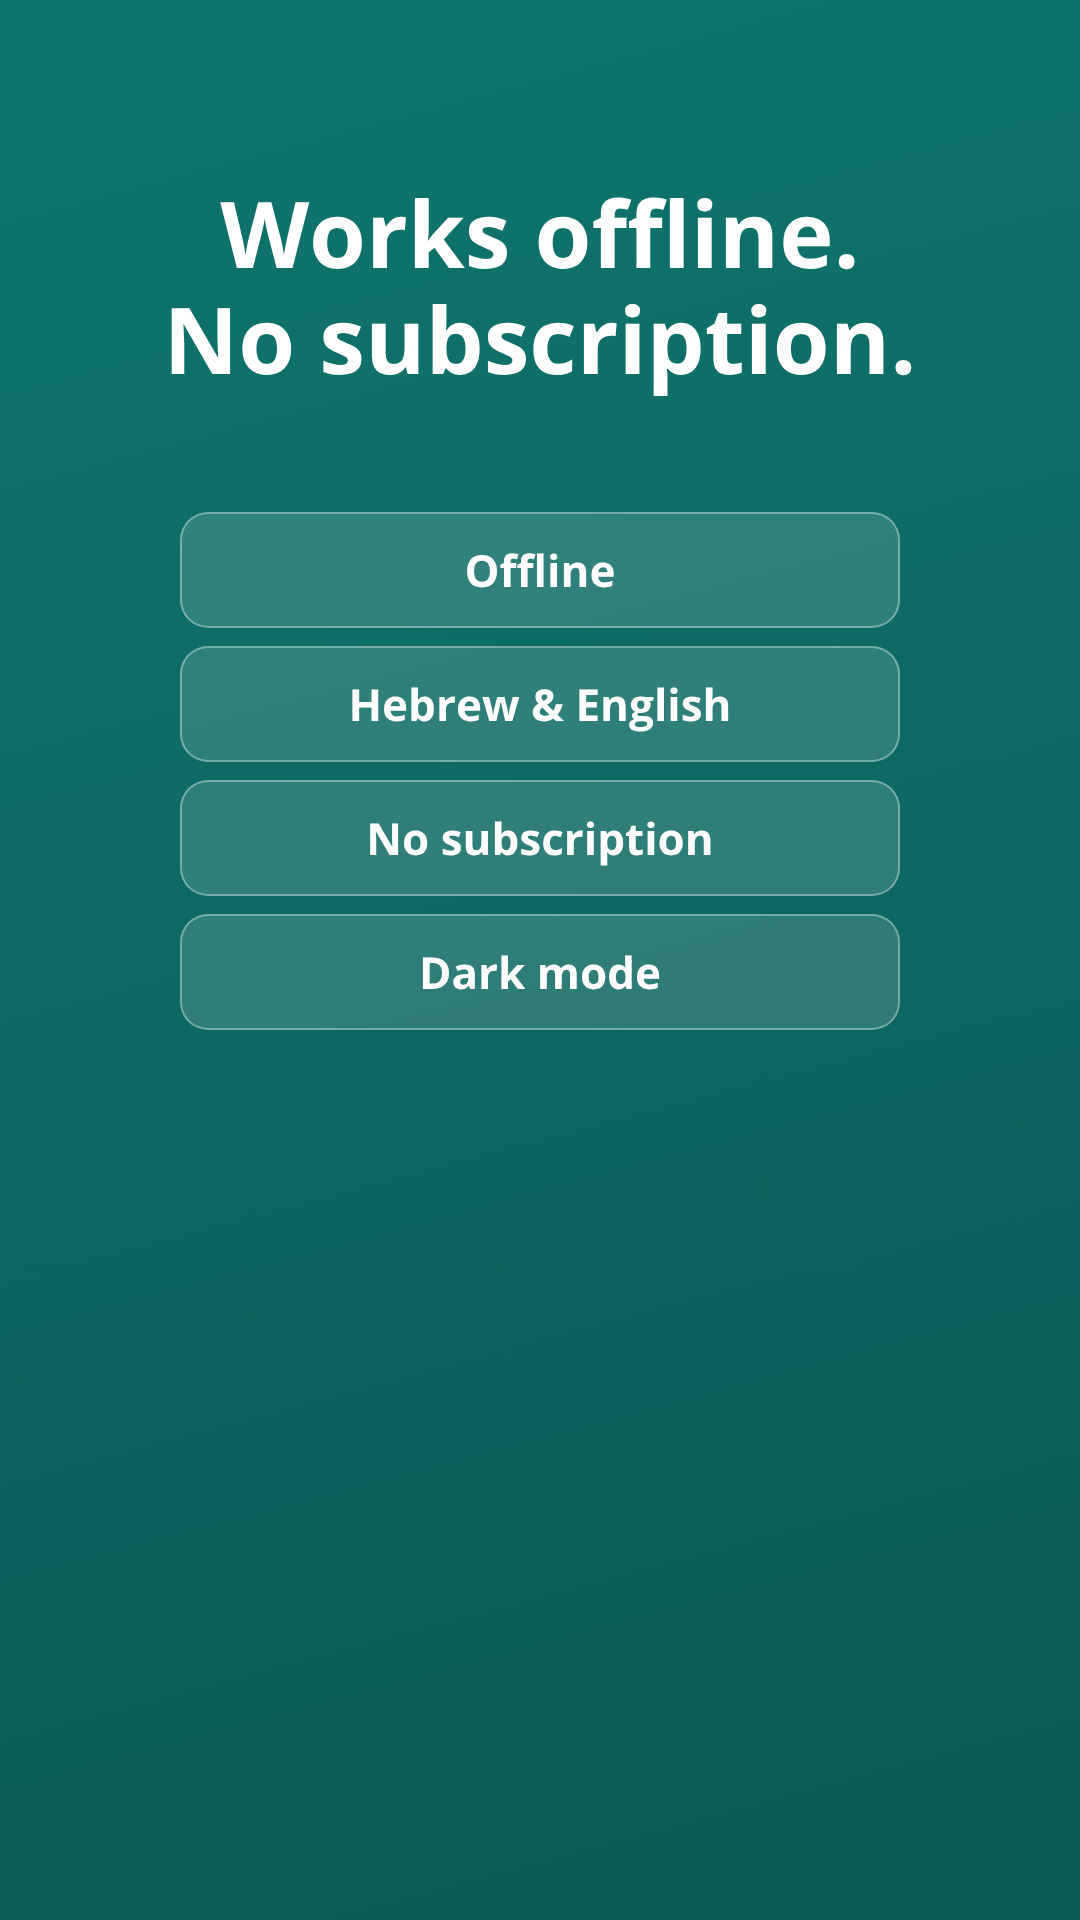 Works offline.
No subscription.
Offline
Hebrew & English
No subscription
Dark mode